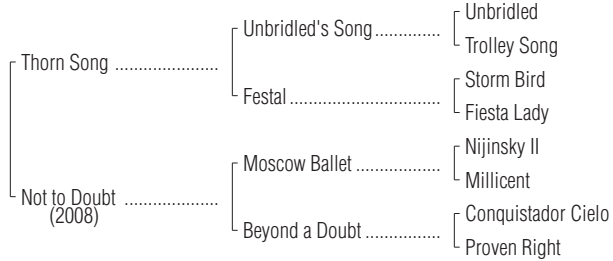 Unbridled
Unbridled's Song..............
Trolley Song
Thorn Song ......................
Storm Bird
Festal ................................
Fiesta Lady
Nijinsky II
Moscow Ballet ..................
Millicent
Not to Doubt ....................
(2008)
Conquistador Cielo
Beyond a Doubt ................
Proven Right